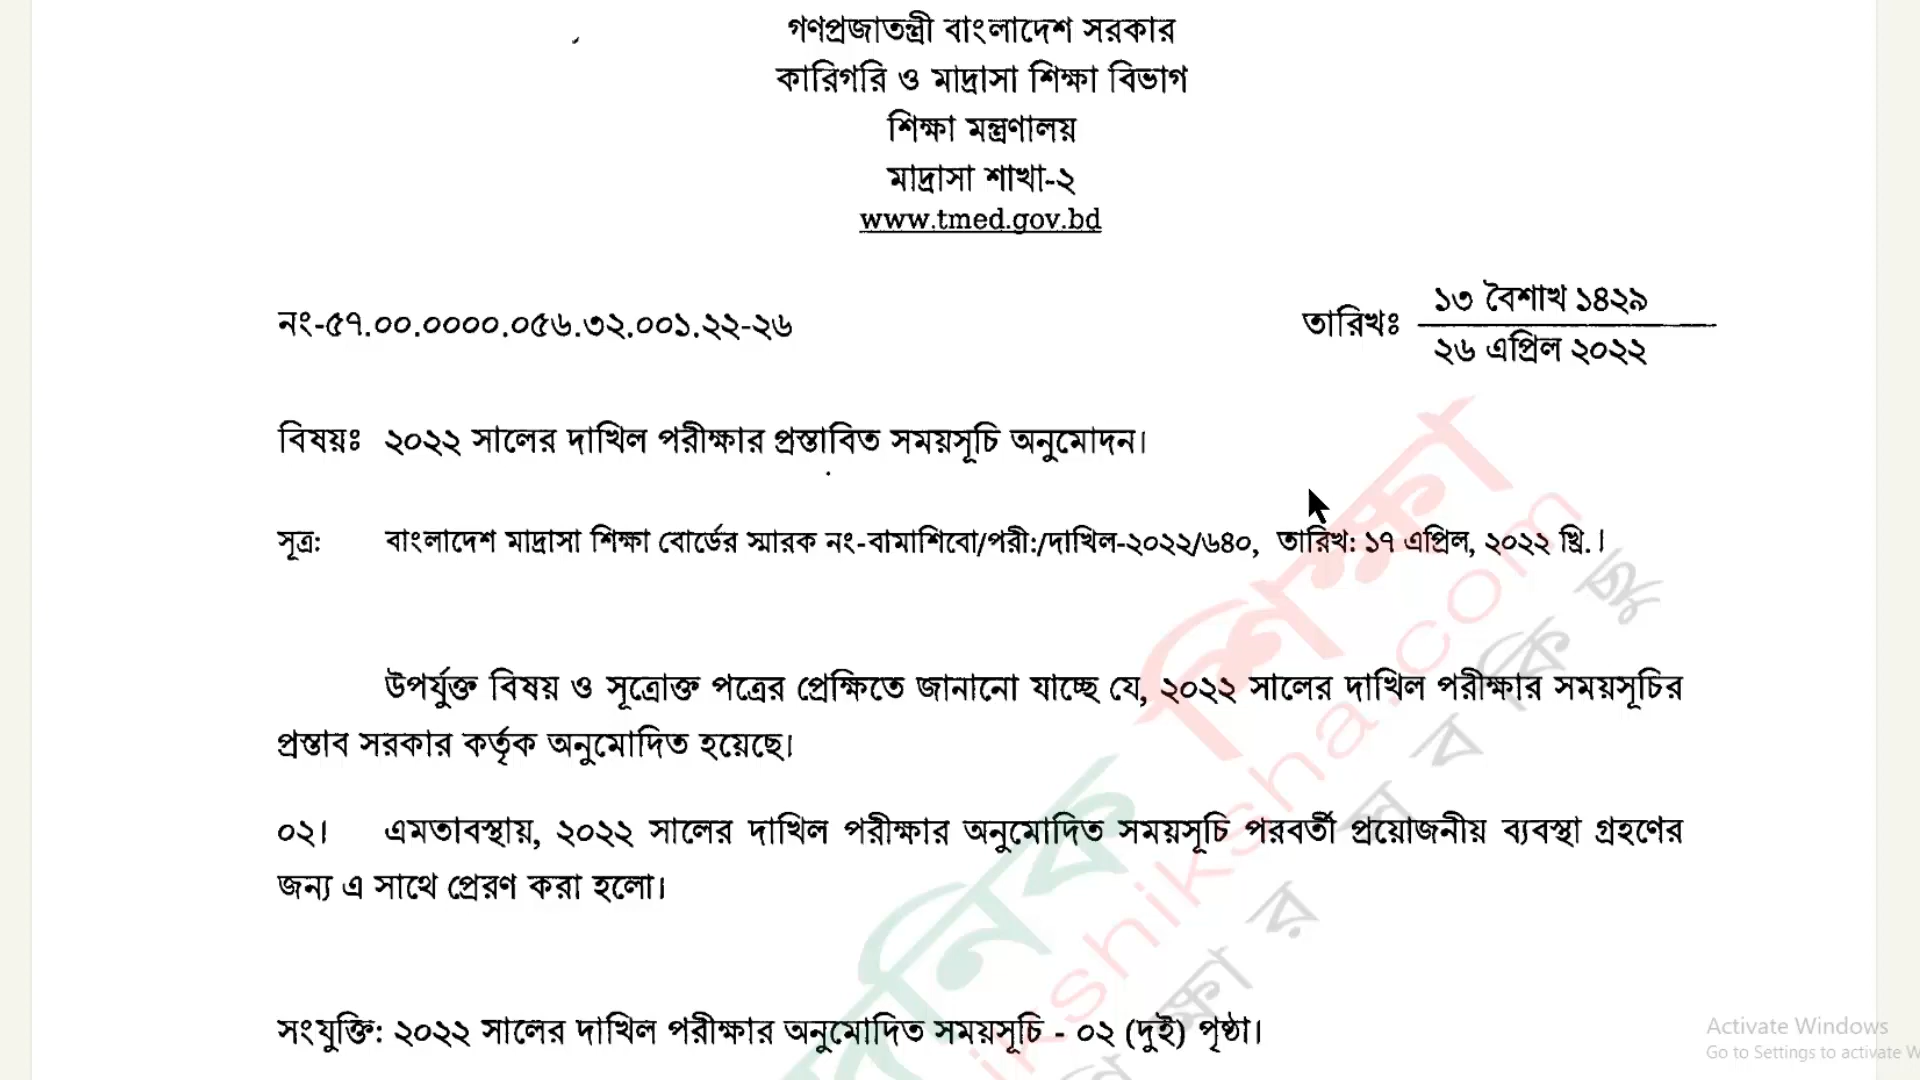 গণপ্রজাতন্ত্রী বাংলাদেশ সরকার
কারিগরি ও মাদ্রাসা শিক্ষা বিভাগ
শিক্ষা মন্ত্রণালয়
মাদ্রাসা শাখা-২
www.tmed.gov.bd
নং-৫৭.০০.০০০০.০৫৬.৩২.০০১.২২-২৬
তারিখঃ
১৩ বৈশাখ ১৪২৯
২৬ এপ্রিল ২০২২
বিষয়ঃ ২০২২ সালের দাখিল পরীক্ষার প্রস্তাবিত সময়সূচি অনুমোদন।
সূত্র: বাংলাদেশ মাদ্রাসা শিক্ষা বোর্ডের স্মারক নং-বামাশিবো/পরী:/দাখিল-২০২২/৬৪০, তারিখ: ১৭ এপ্রিল, ২০২২ খ্রি.।
উপর্যুক্ত বিষয় ও সূত্রোক্ত পত্রের প্রেক্ষিতে জানানো যাচ্ছে যে, ২০২২ সালের দাখিল পরীক্ষার সময়সূচির
প্রস্তাব সরকার কর্তৃক অনুমোদিত হয়েছে।
০২। এমতাবস্থায়, ২০২২ সালের দাখিল পরীক্ষার অনুমোদিত সময়সূচি পরবর্তী প্রয়োজনীয় ব্যবস্থা গ্রহণের
জন্য এ সাথে প্রেরণ করা হলো।
সংযুক্তি: ২০২২ সালের দাখিল পরীক্ষার অনুমোদিত সময়সূচি - ০২ (দুই) পৃষ্ঠা।
শিক্ষা
Activate Windows
Go to Settings to activate